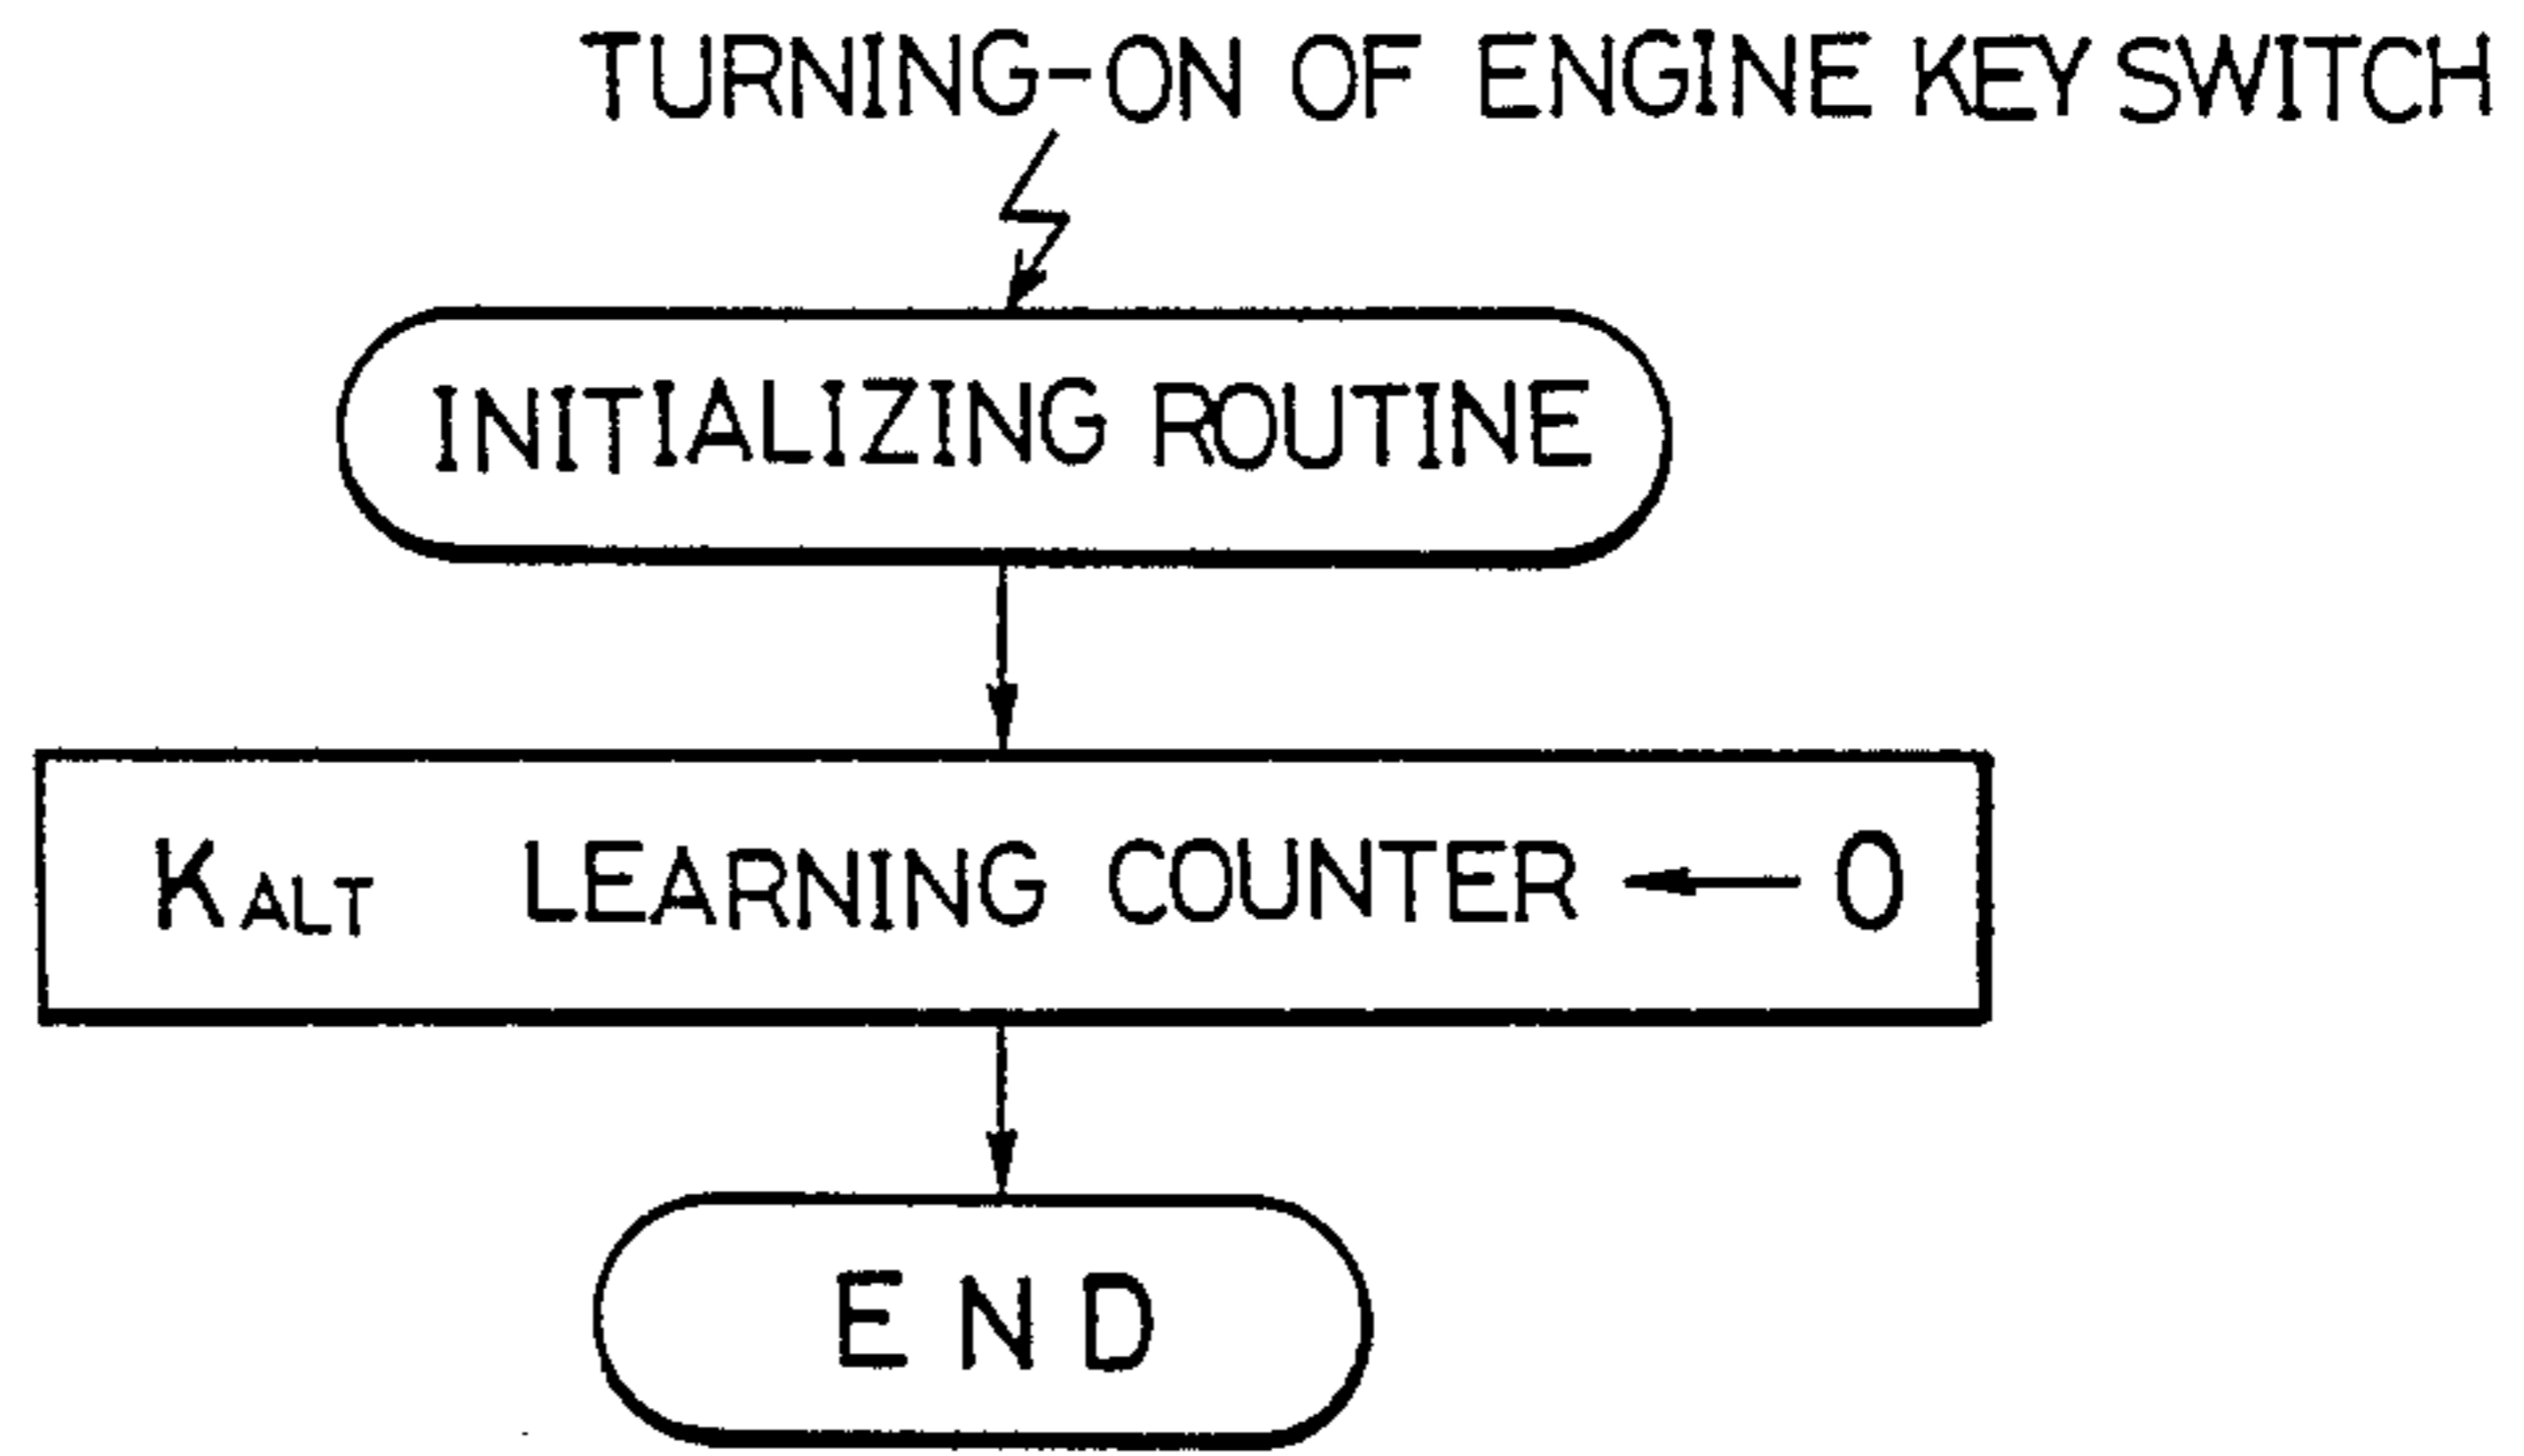 TURNING-ON OF ENGINE KEY SWITCH
INITIALIZING ROUTINE
KALT LEARNING COUNTER ← 0
END